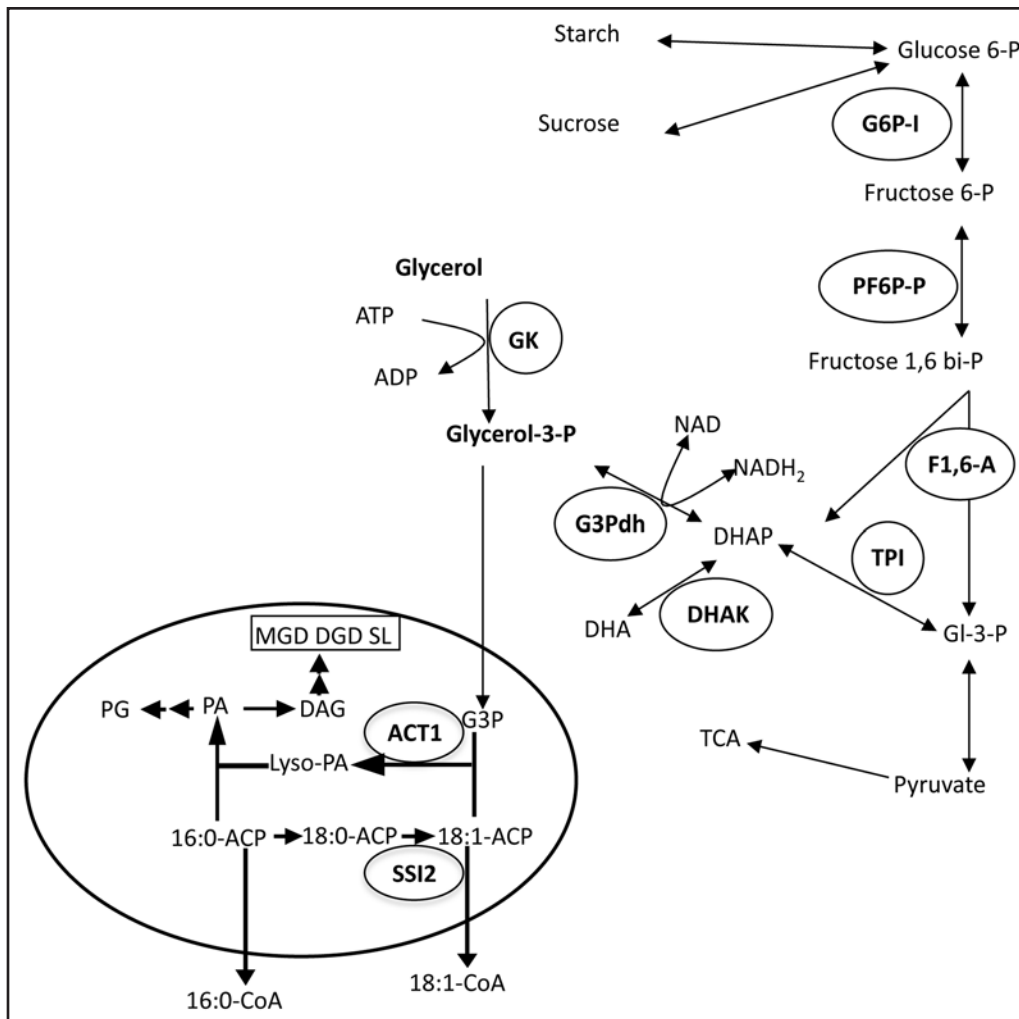 Starch
Glucose 6-P
Sucrose
G6P-I
Fructose 6-P
Glycerol
PF6P-P
ATP
GK
ADP
Fructose 1,6 bi-P
Glycerol-3-P
NAD
F1,6-A
NADH₂
G3Pdh
DHAP
TPI
DHAK
DHA
Gl-3-P
MGD DGD SL
PG
PA
DAG
G3P
ACT1
TCA
Lyso-PA
Pyruvate
16:0-ACP
18:0-ACP
18:1-ACP
SSI2
18:1-CoA
16:0-CoA